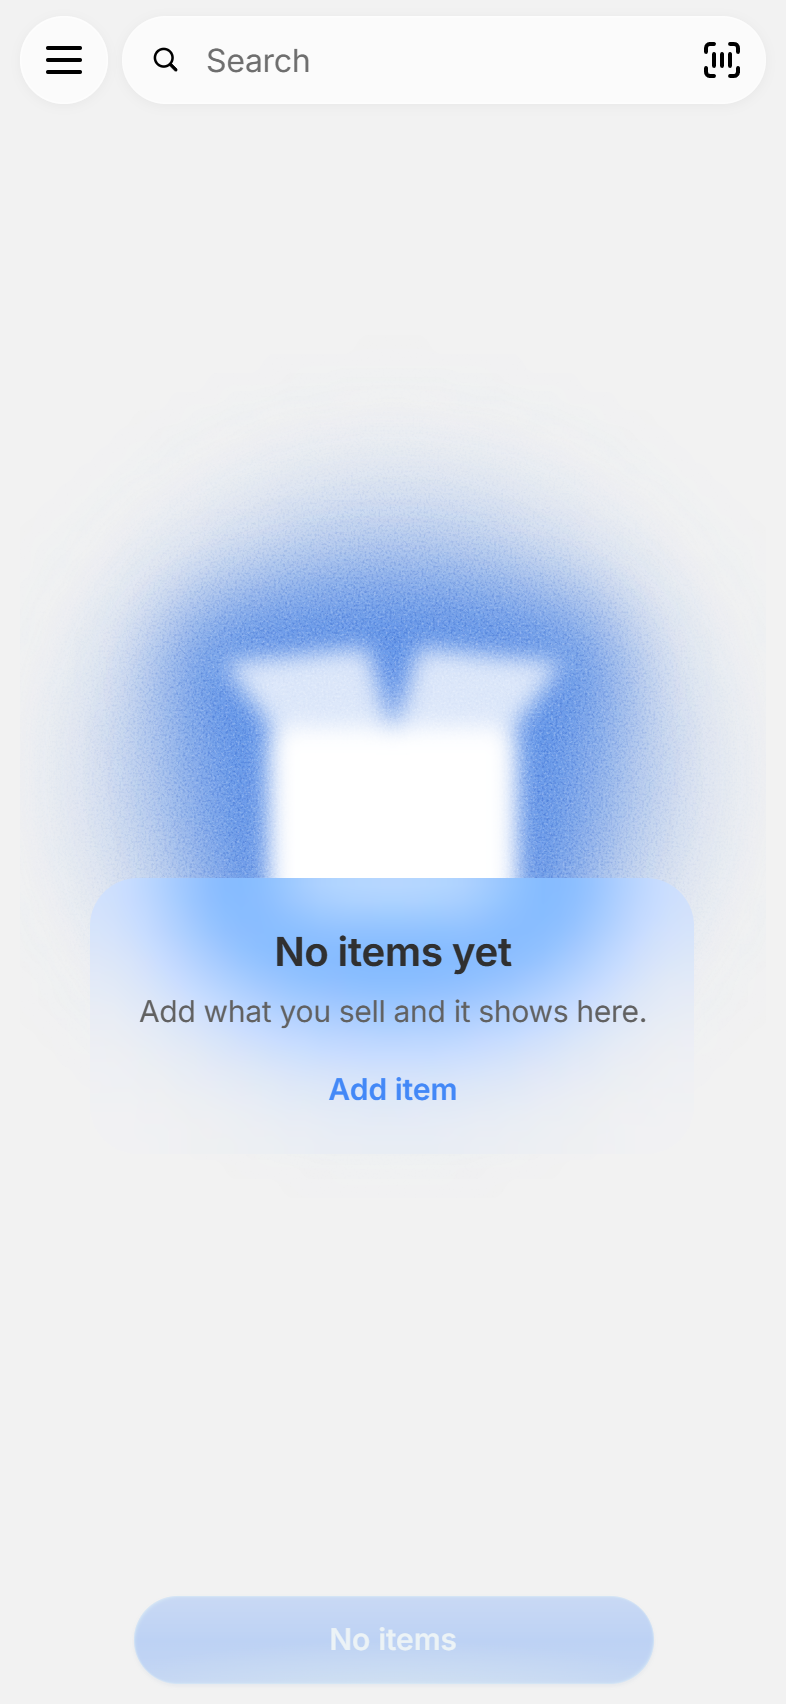 Search
No items yet
Add what you sell and it shows here.
Add item
No items